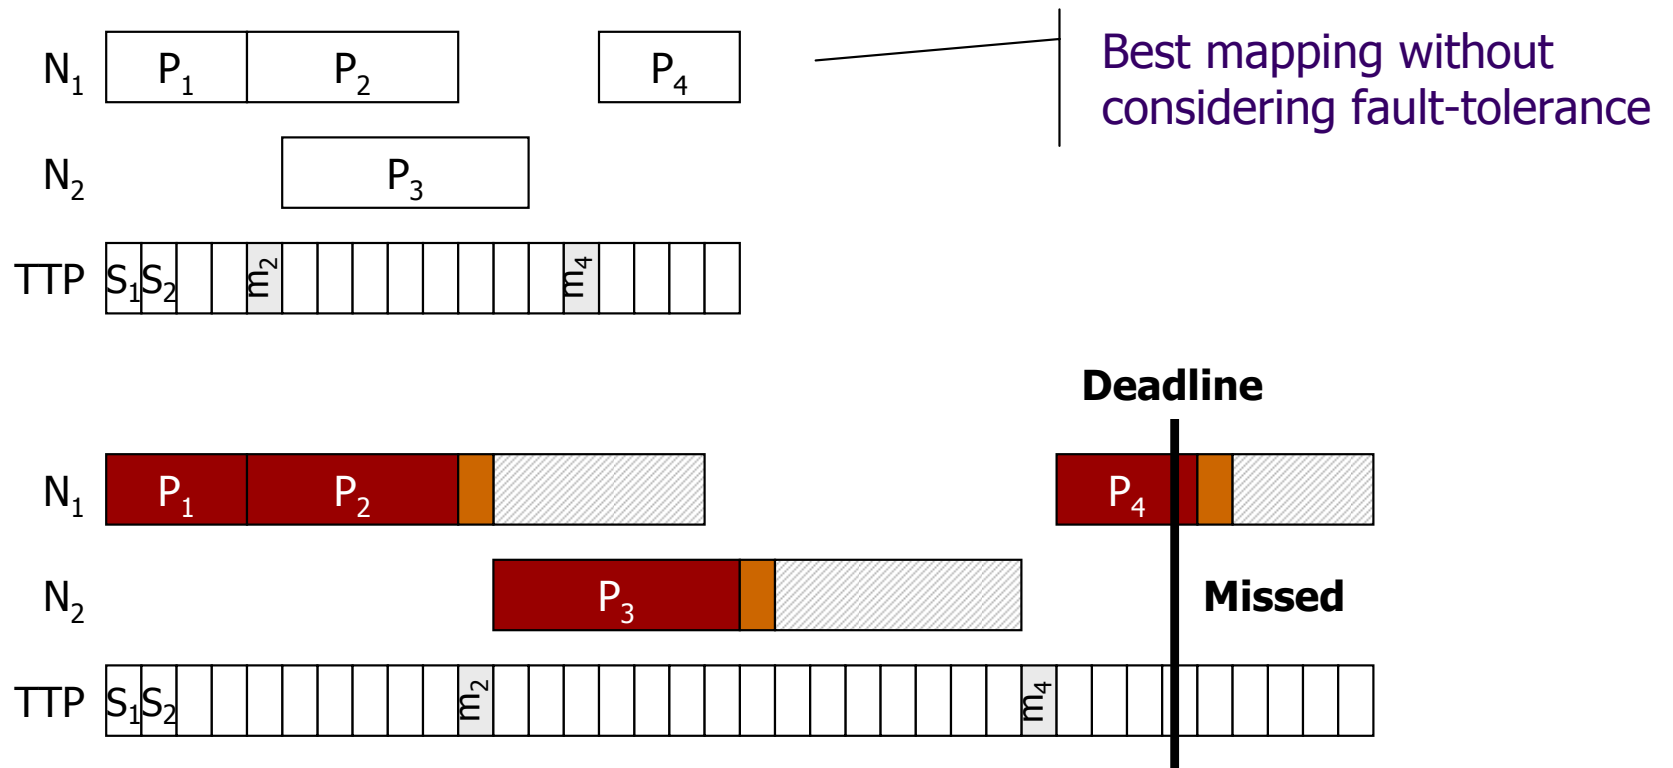 N₁ P₁ P₂ P₄
Best mapping without
considering fault-tolerance
N₂ P₃
TTP S₁ S₂ m₂ m₄
Deadline
N₁ P₁ P₂ P₄
N₂ P₃ Missed
TTP S₁ S₂ m₂ m₄